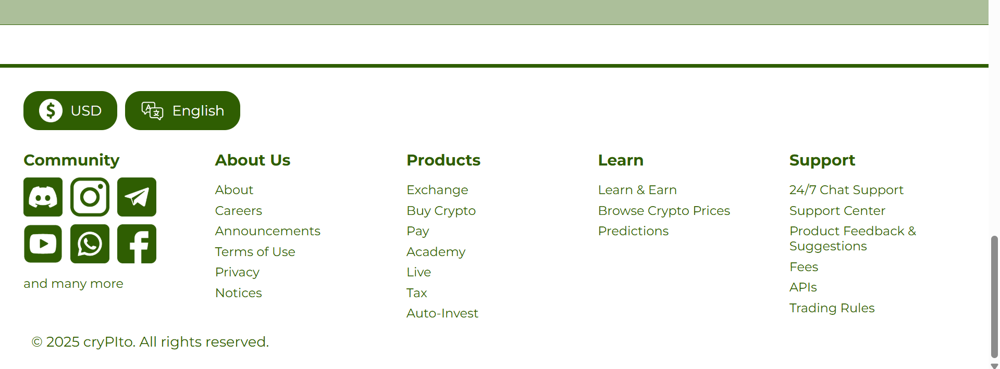 USD
English
Community
and many more
About Us
About
Careers
Announcements
Terms of Use
Privacy
Notices
Products
Exchange
Buy Crypto
Pay
Academy
Live
Tax
Auto-Invest
Learn
Learn & Earn
Browse Crypto Prices
Predictions
Support
24/7 Chat Support
Support Center
Product Feedback &
Suggestions
Fees
APIs
Trading Rules
© 2025 cryPIto. All rights reserved.